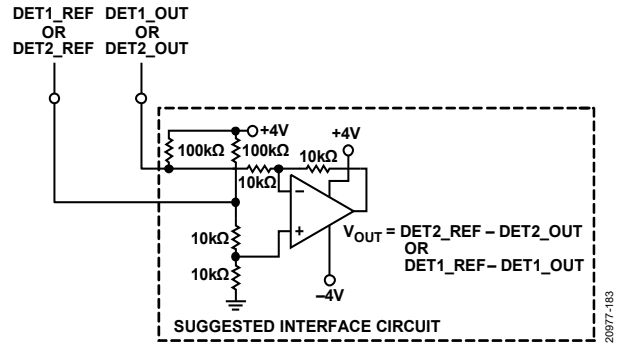 DET1_REF DET1_OUT
OR OR
DET2_REF DET2_OUT
+4V
+4V
100kΩ
100kΩ
10kΩ
10kΩ
–
+
10kΩ
VOUT = DET2_REF – DET2_OUT
OR
DET1_REF – DET1_OUT
10kΩ
–4V
SUGGESTED INTERFACE CIRCUIT
20977-183